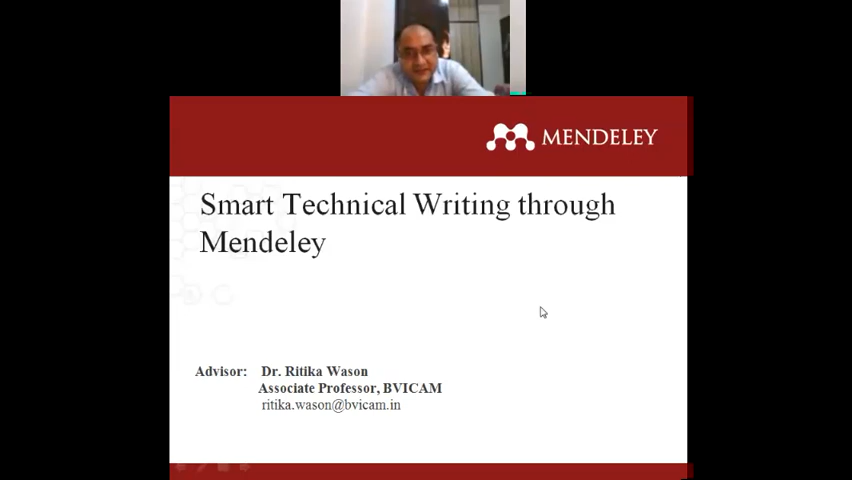 MENDELEY
Smart Technical Writing through
Mendeley
Advisor: Dr. Ritika Wason
Associate Professor, BVICAM
ritika.wason@bvicam.in